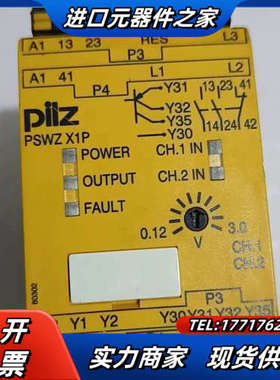 进口元器件之家
A1 13 23 RES L3
P3
A1 41 L1 L2
P4
pilz
PSWZ X1P
Y31
Y32
Y35
Y30
13 23 41
14 24 42
POWER
OUTPUT
FAULT
CH.1 IN
CH.2 IN
0.12 3.0
V
CH.1
CH.2
60302
P3
Y1 Y2 Y30 Y31 Y32 Y35
开
票
TEL:17717162
实力商家 现货供